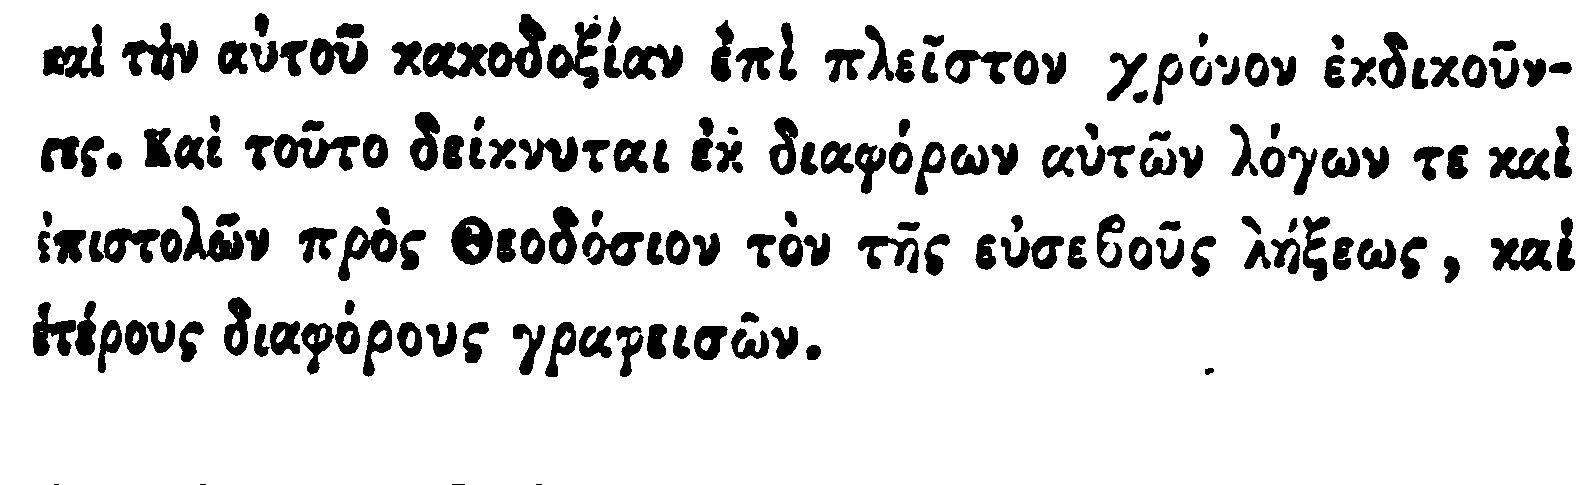 καὶ τὴν αὐτοῦ κακοδοξίαν ἐπὶ πλεῖστον χρόνον ἐκδικοῦν-
τες. Καὶ τοῦτο δείκνυται ἐκ διαφόρων αὐτῶν λόγων τε καὶ
ἐπιστολῶν πρὸς Θεοδόσιον τὸν τῆς εὐσεβοῦς λήξεως, καὶ
ἑτέρους διαφόρους γραφεισῶν.